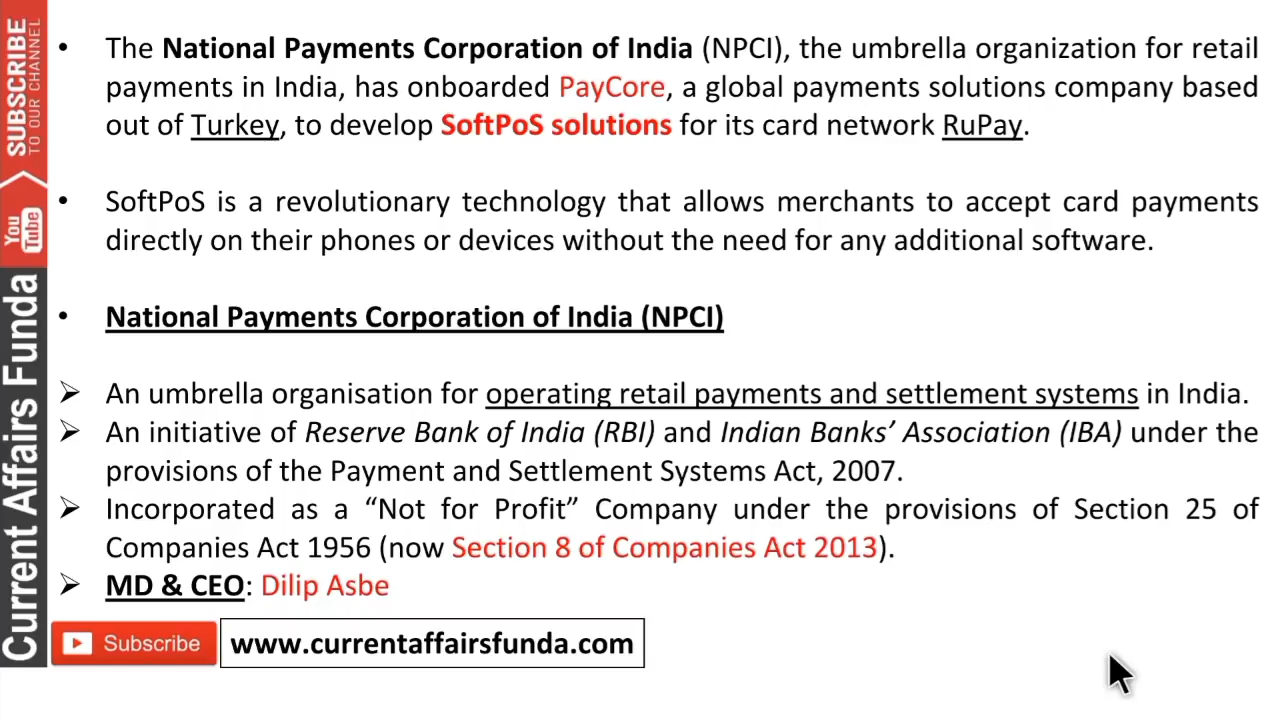 • The National Payments Corporation of India (NPCI), the umbrella organization for retail
payments in India, has onboarded PayCore, a global payments solutions company based
out of Turkey, to develop SoftPoS solutions for its card network RuPay.
• SoftPoS is a revolutionary technology that allows merchants to accept card payments
directly on their phones or devices without the need for any additional software.
• National Payments Corporation of India (NPCI)
➢ An umbrella organisation for operating retail payments and settlement systems in India.
➢ An initiative of Reserve Bank of India (RBI) and Indian Banks’ Association (IBA) under the
provisions of the Payment and Settlement Systems Act, 2007.
➢ Incorporated as a “Not for Profit” Company under the provisions of Section 25 of
Companies Act 1956 (now Section 8 of Companies Act 2013).
➢ MD & CEO: Dilip Asbe
Subscribe
www.currentaffairsfunda.com
SUBSCRIBE
TO OUR CHANNEL
You
Tube
Current Affairs Funda